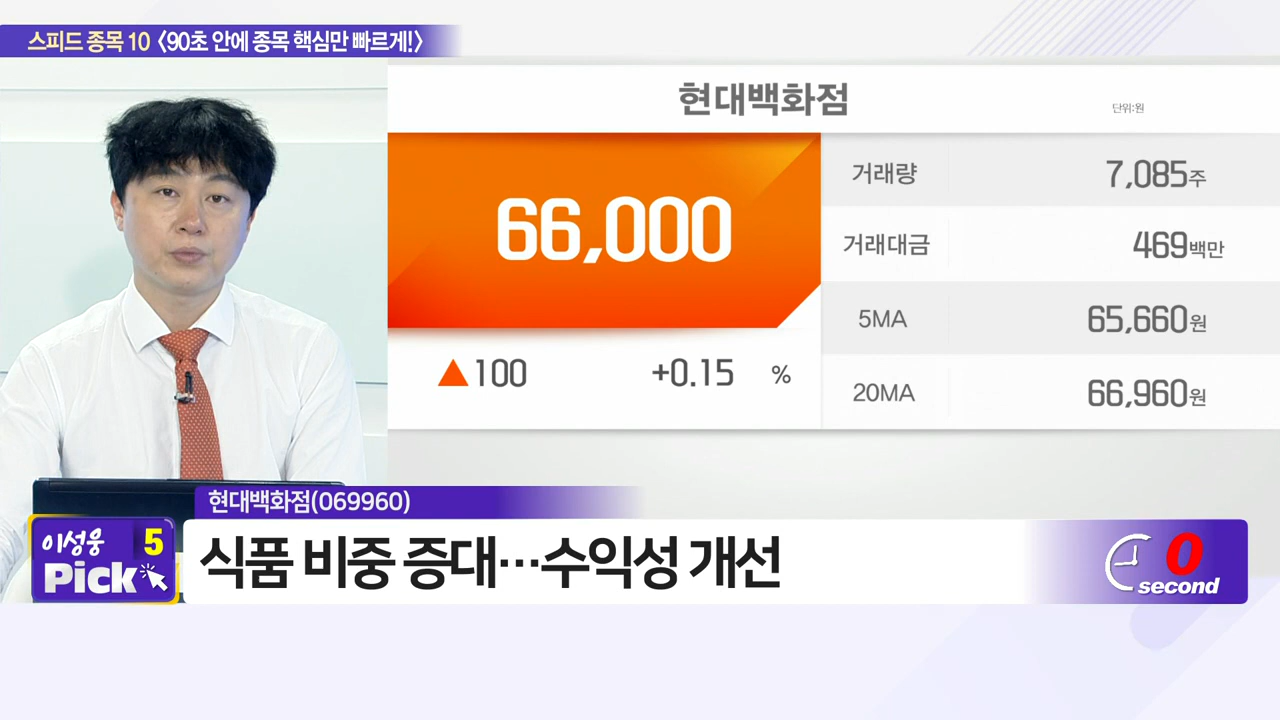 스피드 종목 10 〈90초 안에 종목 핵심만 빠르게!〉
현대백화점
단위:원
66,000
▲100 +0.15 %
거래량 7,085주
거래대금 469백만
5MA 65,660원
20MA 66,960원
현대백화점(069960)
이성웅 5
Pick
식품 비중 증대…수익성 개선
0
second